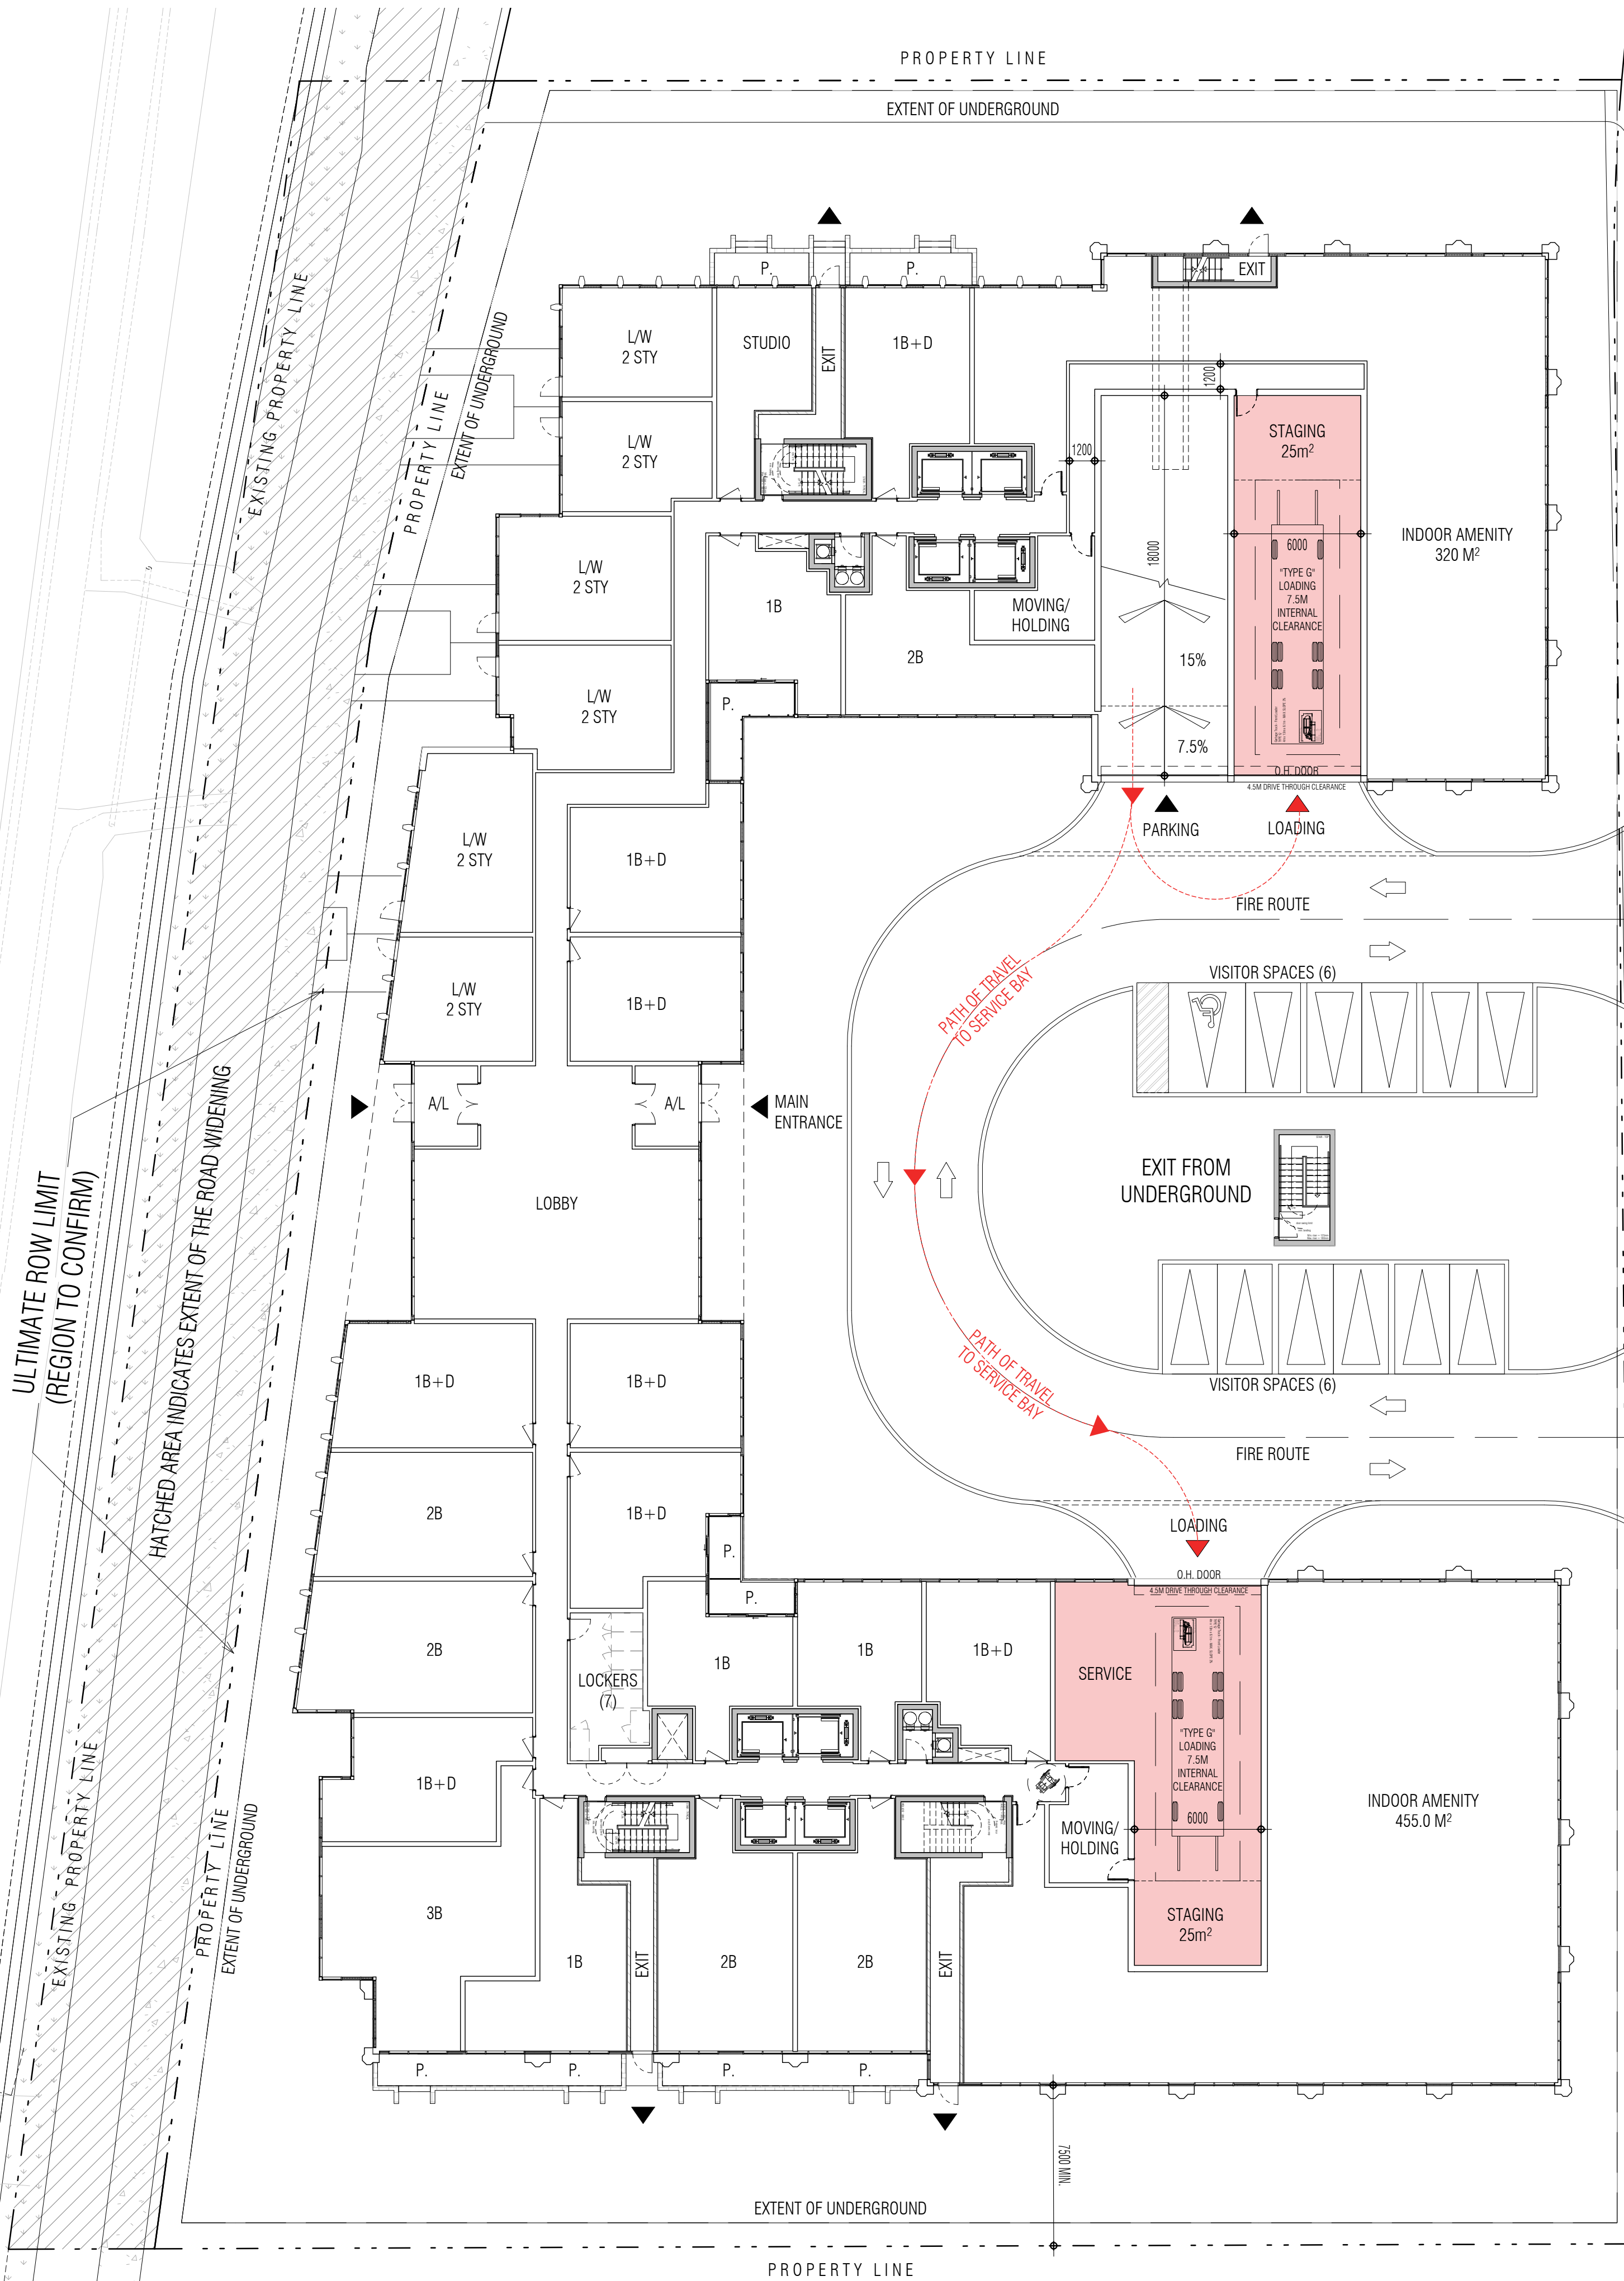 PROPERTY LINE
EXTENT OF UNDERGROUND
EXISTING PROPERTY LINE
PROPERTY LINE
EXTENT OF UNDERGROUND
P.
P.
EXIT
L/W
2 STY
STUDIO
EXIT
1B+D
1200
L/W
2 STY
1200
STAGING
25m²
18000
6000
INDOOR AMENITY
320 M²
"TYPE G"
LOADING
7.5M
INTERNAL
CLEARANCE
L/W
2 STY
1B
MOVING/
HOLDING
2B
15%
L/W
2 STY
P.
7.5%
O.H. DOOR
4.5M DRIVE THROUGH CLEARANCE
PARKING
LOADING
L/W
2 STY
1B+D
FIRE ROUTE
PATH OF TRAVEL
TO SERVICE BAY
VISITOR SPACES (6)
L/W
2 STY
1B+D
A/L
A/L
MAIN
ENTRANCE
EXIT FROM
UNDERGROUND
LOBBY
ULTIMATE ROW LIMIT
(REGION TO CONFIRM)
HATCHED AREA INDICATES EXTENT OF THE ROAD WIDENING
PATH OF TRAVEL
TO SERVICE BAY
1B+D
1B+D
VISITOR SPACES (6)
FIRE ROUTE
2B
1B+D
LOADING
P.
O.H. DOOR
4.5M DRIVE THROUGH CLEARANCE
P.
2B
LOCKERS
(7)
1B
1B
1B+D
SERVICE
"TYPE G"
LOADING
7.5M
INTERNAL
CLEARANCE
6000
1B+D
MOVING/
HOLDING
INDOOR AMENITY
455.0 M²
EXISTING PROPERTY LINE
PROPERTY LINE
EXTENT OF UNDERGROUND
3B
STAGING
25m²
1B
EXIT
2B
2B
EXIT
P.
P.
P.
P.
7500 MIN.
EXTENT OF UNDERGROUND
PROPERTY LINE